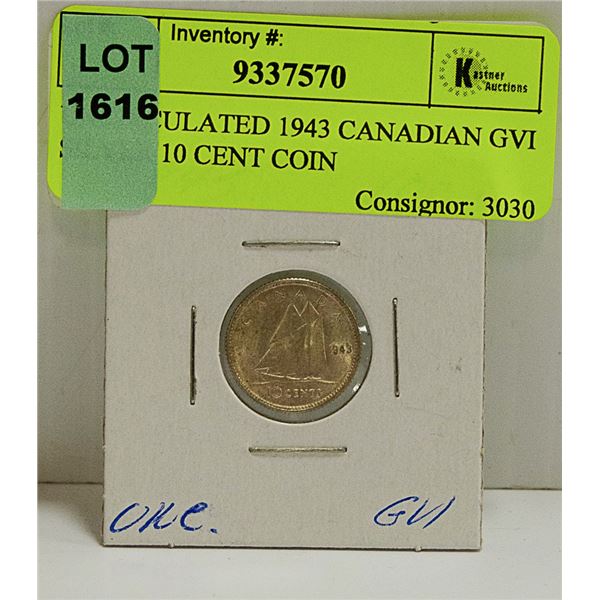 LOT
1616
Inventory #:
9337570
Kastner
Auctions
CULATED 1943 CANADIAN GVI
10 CENT COIN
Consignor: 3030
CANADA
1943
10 CENTS
unc.
GVI